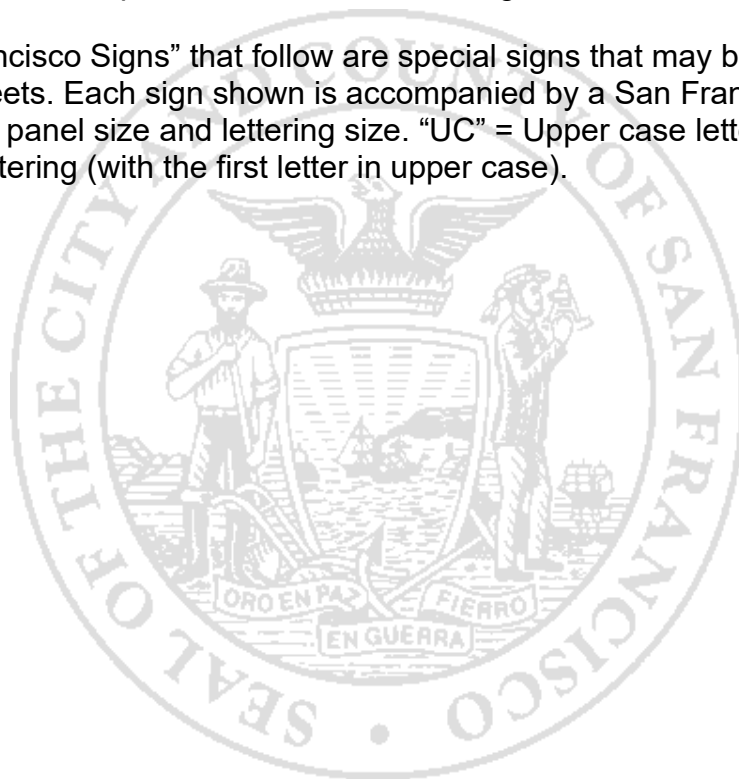 ncisco Signs” that follow are special signs that may b
eets. Each sign shown is accompanied by a San Fran
panel size and lettering size. “UC” = Upper case lett
ttering (with the first letter in upper case).
SEAL OF THE CITY AND COUNTY OF SAN FRANCISCO
ORO EN PAZ
FIERRO
EN GUERRA